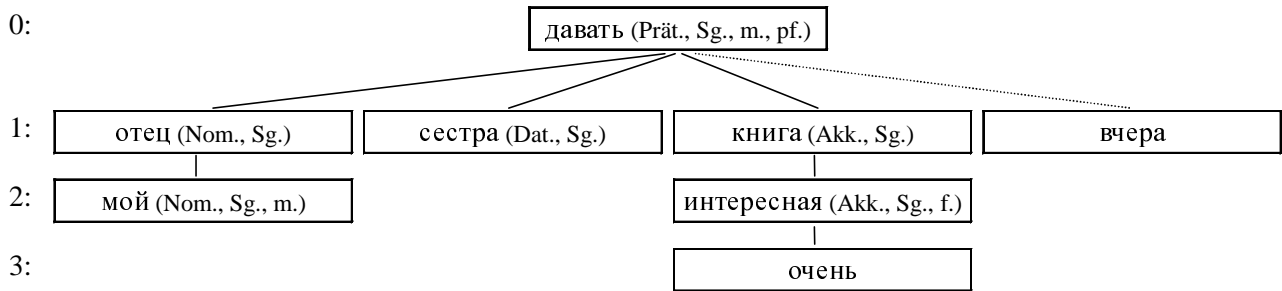 0: давать (Prät., Sg., m., pf.)
1: отец (Nom., Sg.) сестра (Dat., Sg.) книга (Akk., Sg.) вчера
2: мой (Nom., Sg., m.) интересная (Akk., Sg., f.)
3: очень